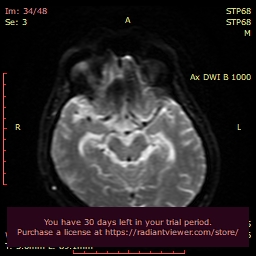 Im: 34/48
Se: 3
A
STP68
STP68
M
Ax DWI B 1000
R
L
You have 30 days left in your trial period.
Purchase a license at https://radiantviewer.com/store/